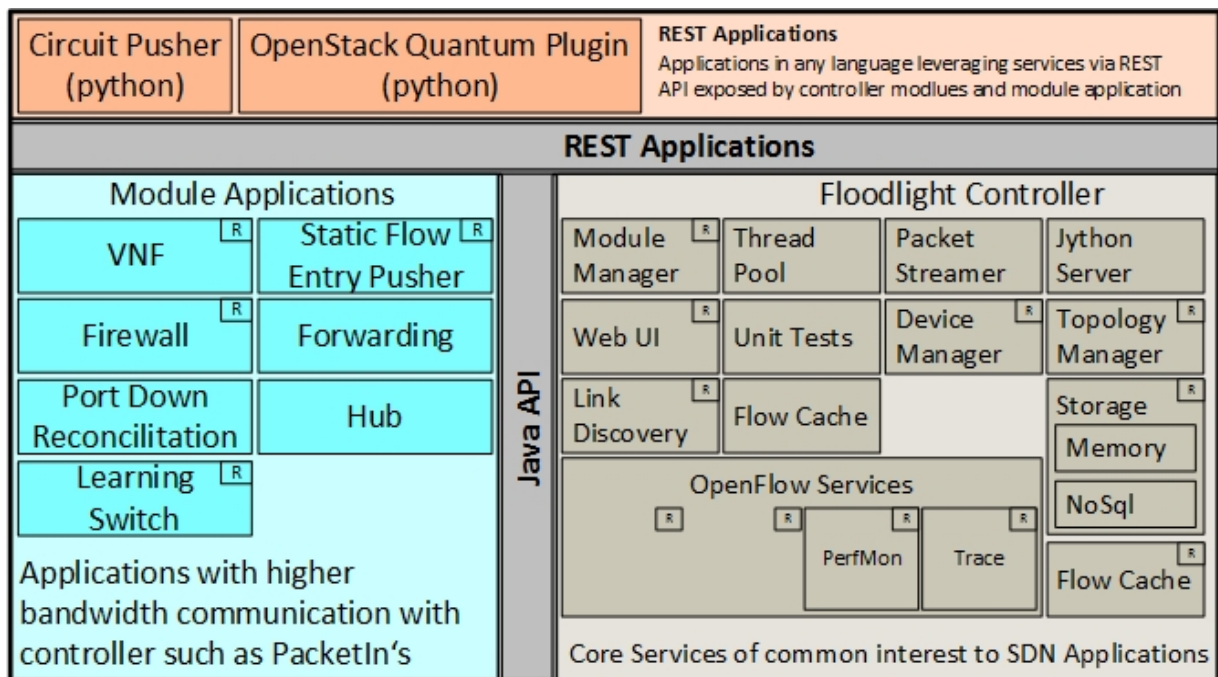 Circuit Pusher
(python)
OpenStack Quantum Plugin
(python)
REST Applications
Applications in any language leveraging services via REST
API exposed by controller modlues and module application
REST Applications
Module Applications
VNF
R
Static Flow
Entry Pusher
R
Firewall
R
Forwarding
Port Down
Reconcilitation
Hub
Learning
Switch
R
Applications with higher
bandwidth communication with
controller such as PacketIn‘s
Java API
Floodlight Controller
Module
Manager
R
Thread
Pool
Packet
Streamer
Jython
Server
Web UI
R
Unit Tests
Device
Manager
R
Topology
Manager
R
Link
Discovery
R
Flow Cache
Storage
R
Memory
NoSql
OpenFlow Services
R
R
PerfMon
R
Trace
R
Flow Cache
R
Core Services of common interest to SDN Applications